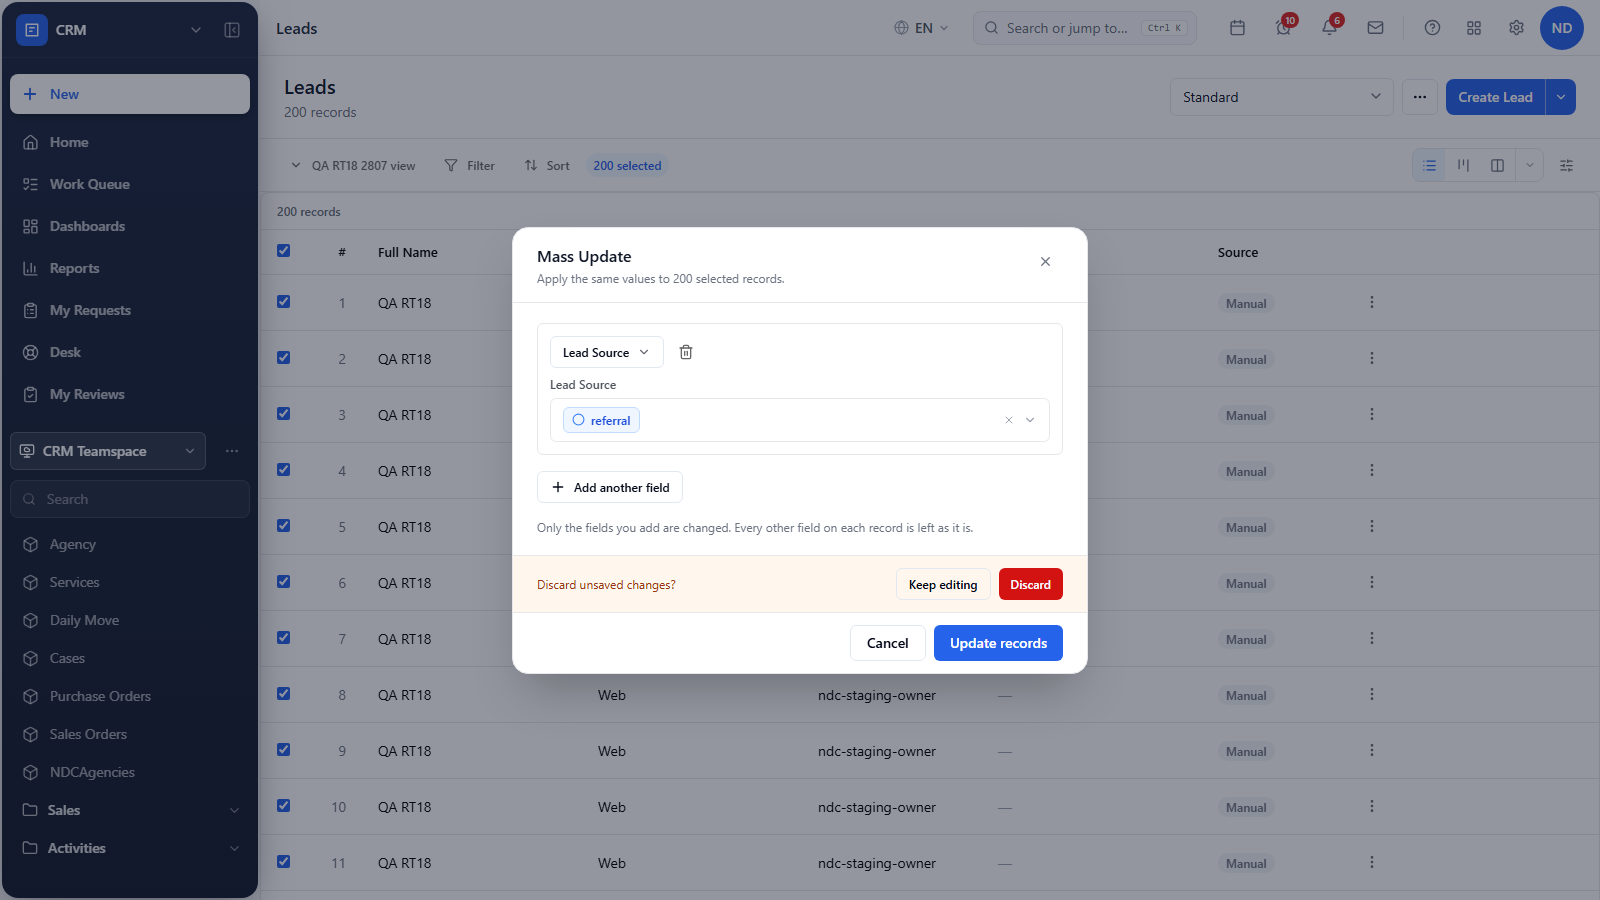 CRM
Leads
EN
Search or jump to...
Ctrl K
10
6
ND
New
Home
Work Queue
Dashboards
Reports
My Requests
Desk
My Reviews
CRM Teamspace
Search
Agency
Services
Daily Move
Cases
Purchase Orders
Sales Orders
NDCAgencies
Sales
Activities
Leads
200 records
Standard
Create Lead
QA RT18 2807 view
Filter
Sort
200 selected
200 records
# Full Name Source
1 QA RT18 Manual
2 QA RT18 Manual
3 QA RT18 Manual
4 QA RT18 Manual
5 QA RT18 Manual
6 QA RT18 Manual
7 QA RT18 Manual
8 QA RT18 Web ndc-staging-owner — Manual
9 QA RT18 Web ndc-staging-owner — Manual
10 QA RT18 Web ndc-staging-owner — Manual
11 QA RT18 Web ndc-staging-owner — Manual
Mass Update
Apply the same values to 200 selected records.
Lead Source
Lead Source
referral
Add another field
Only the fields you add are changed. Every other field on each record is left as it is.
Discard unsaved changes?
Keep editing
Discard
Cancel
Update records